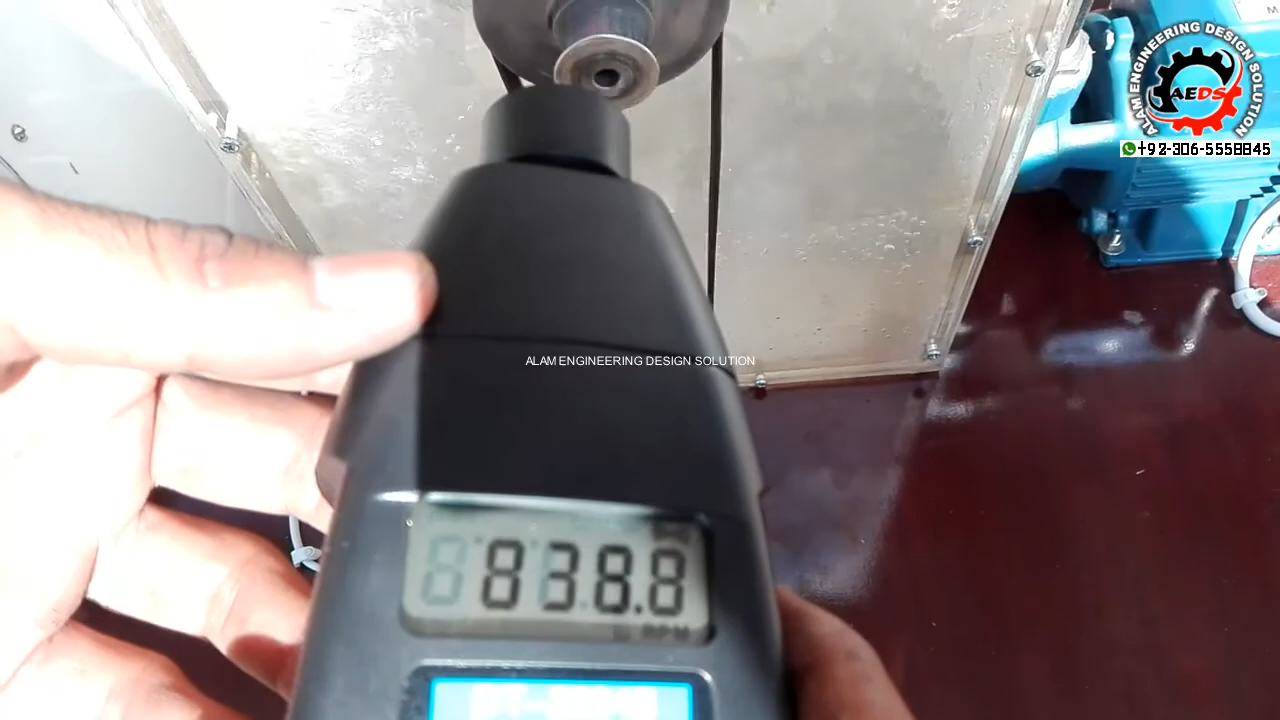 ALAM ENGINEERING DESIGN SOLUTION
AEDS
+92-306-5558845
ALAM ENGINEERING DESIGN SOLUTION
838.8
RPM